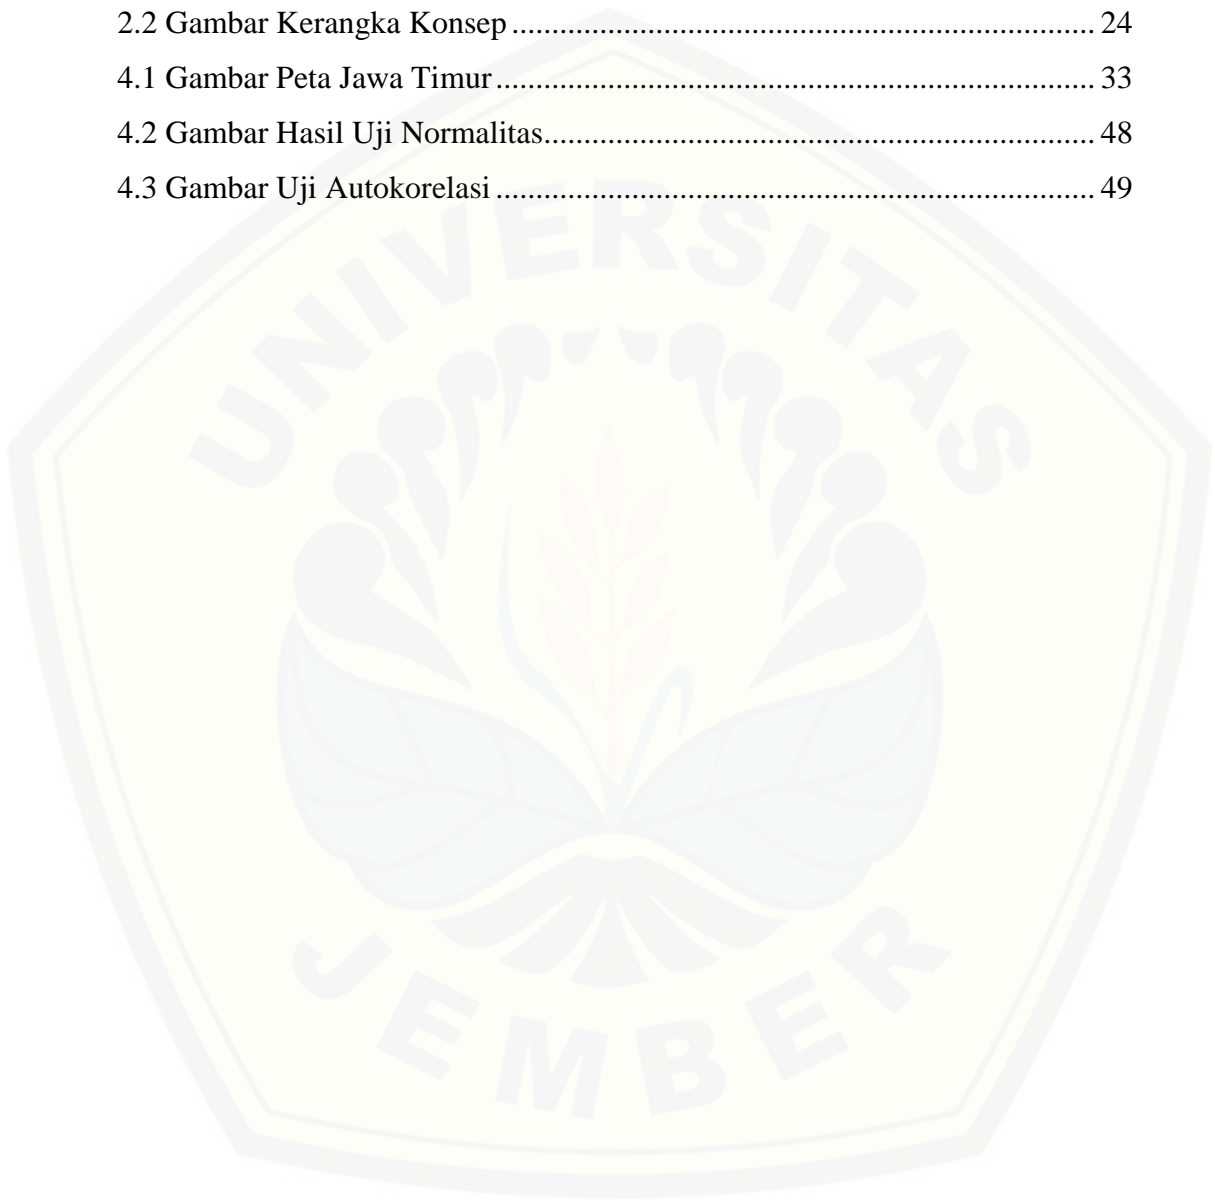 2.2 Gambar Kerangka Konsep ........................................................................... 24
4.1 Gambar Peta Jawa Timur ............................................................................. 33
4.2 Gambar Hasil Uji Normalitas....................................................................... 48
4.3 Gambar Uji Autokorelasi ............................................................................. 49
UNIVERSITAS
JEMBER